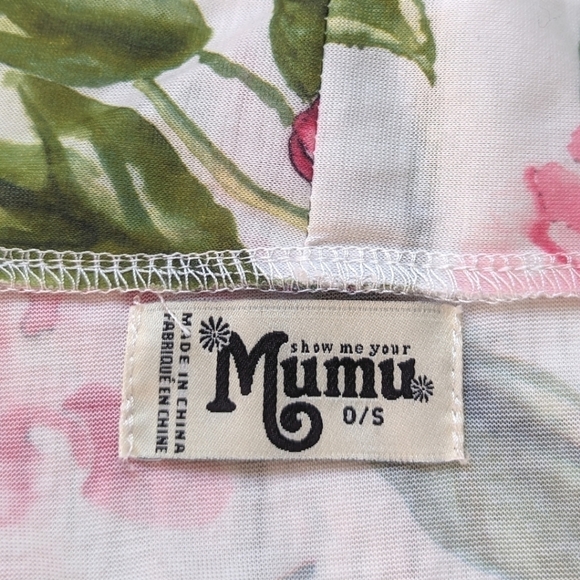 MADE IN CHINA
FABRIQUÉ EN CHINE
show me your
Mumu
O/S